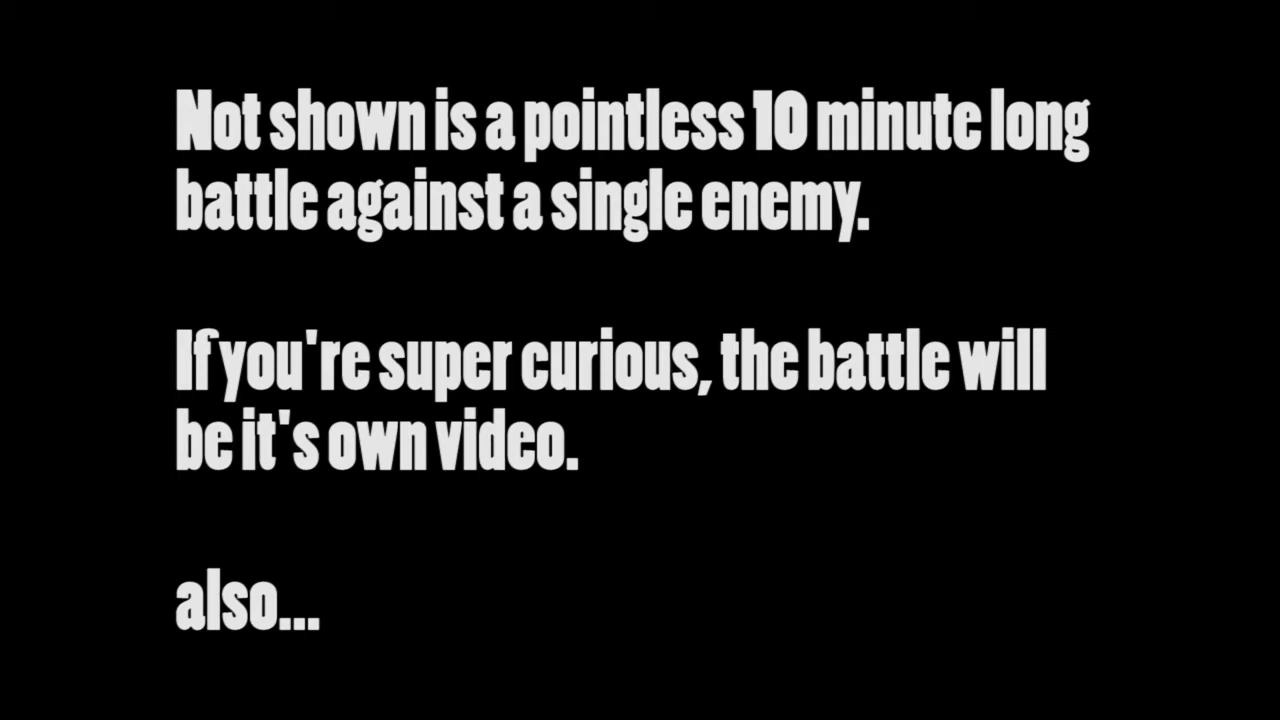 Not shown is a pointless 10 minute long
battle against a single enemy.
If you're super curious, the battle will
be it's own video.
also...